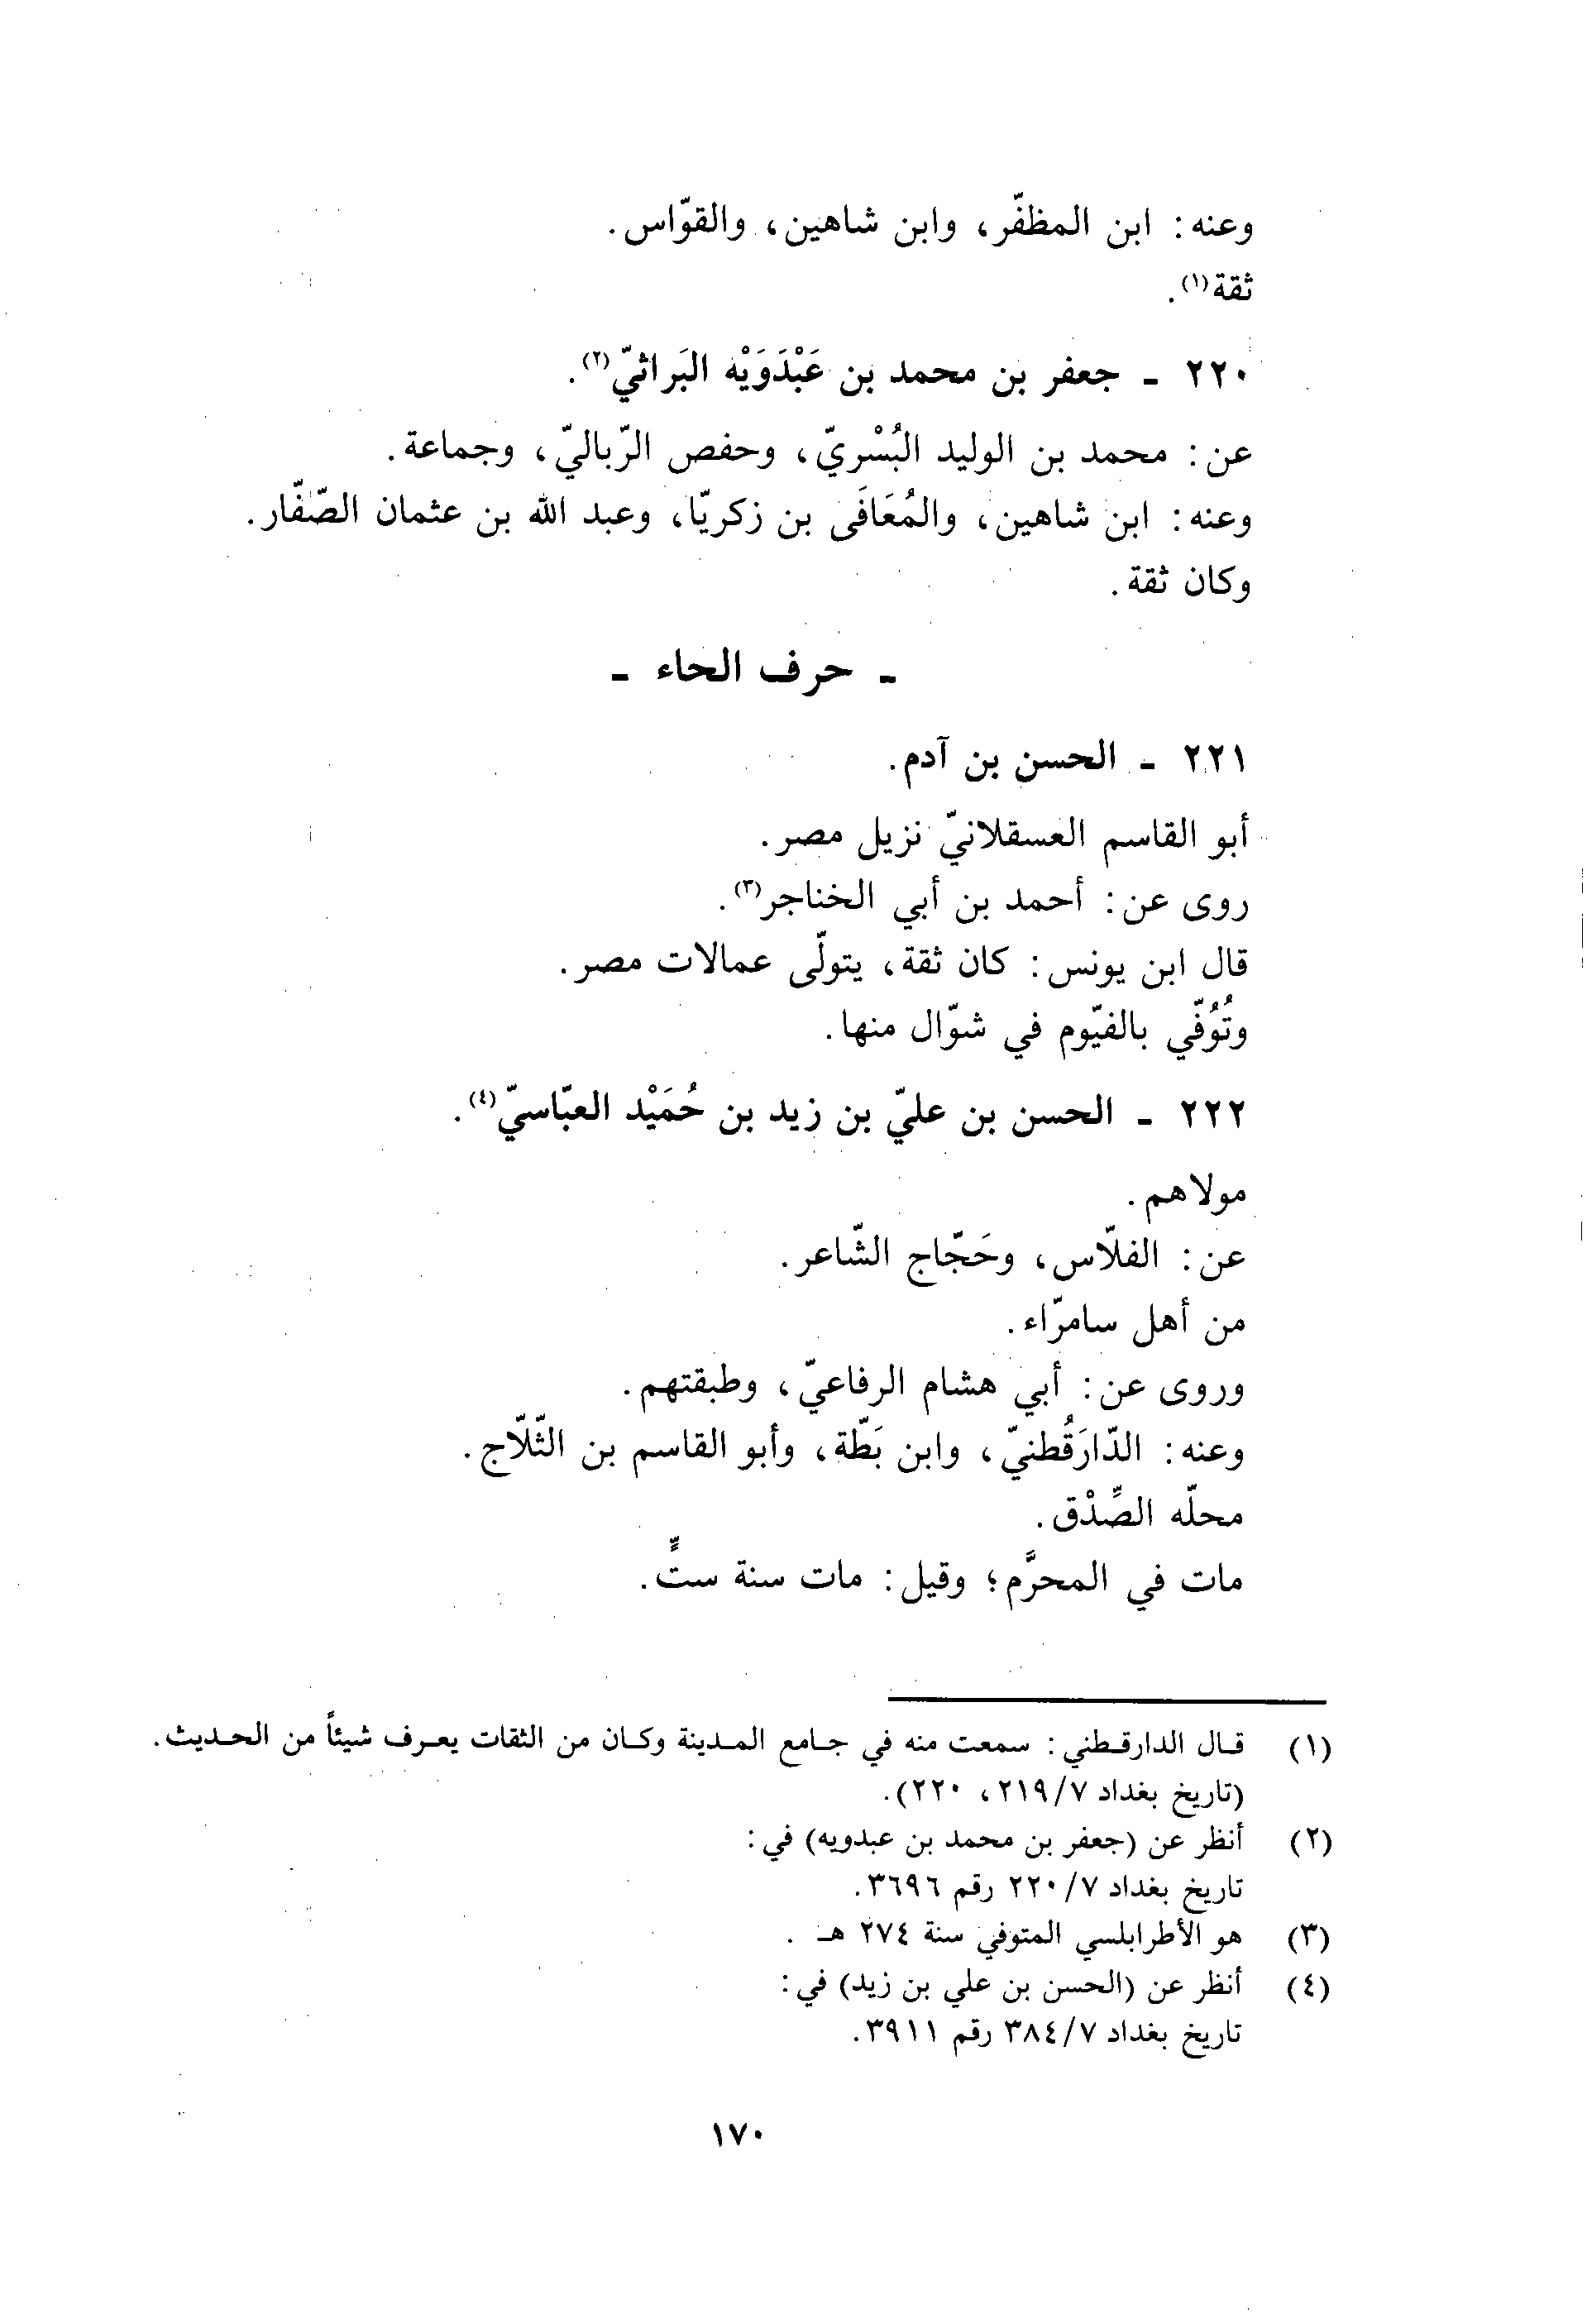 وعنه: ابن المظفّر، وابن شاهين، والقوّاس.
ثقة(١).
٢٢٠ - جعفر بن محمد بن عَبْدَوَيْه البَراثيّ(٢).
عن: محمد بن الوليد البُسْريّ، وحفص الرّباليّ، وجماعة.
وعنه: ابن شاهين، والمُعَافَى بن زكريّا، وعبد الله بن عثمان الصّفّار.
وكان ثقة.
- حرف الحاء -
٢٢١ - الحسن بن آدم.
أبو القاسم العسقلانيّ نزيل مصر.
روى عن: أحمد بن أبي الخناجر(٣).
قال ابن يونس: كان ثقة، يتولّى عمالات مصر.
وتُوُفّي بالفيّوم في شوّال منها.
٢٢٢ - الحسن بن عليّ بن زيد بن حُمَيْد العبّاسيّ(٤).
مولاهم.
عن: الفلّاس، وحَجّاج الشّاعر.
من أهل سامرّاء.
وروى عن: أبي هشام الرفاعيّ، وطبقتهم.
وعنه: الدّارَقُطنيّ، وابن بَطّة، وأبو القاسم بن الثّلّاج.
محلّه الصِّدْق.
مات في المحرَّم؛ وقيل: مات سنة ستٍّ.
(١) قال الدارقطني: سمعت منه في جامع المدينة وكان من الثقات يعرف شيئاً من الحديث.
(تاريخ بغداد ٢١٩/٧، ٢٢٠).
(٢) أنظر عن (جعفر بن محمد بن عبدويه) في:
تاريخ بغداد ٢٢٠/٧ رقم ٣٦٩٦.
(٣) هو الأطرابلسي المتوفي سنة ٢٧٤ هـ .
(٤) أنظر عن (الحسن بن علي بن زيد) في:
تاريخ بغداد ٣٨٤/٧ رقم ٣٩١١.
١٧٠